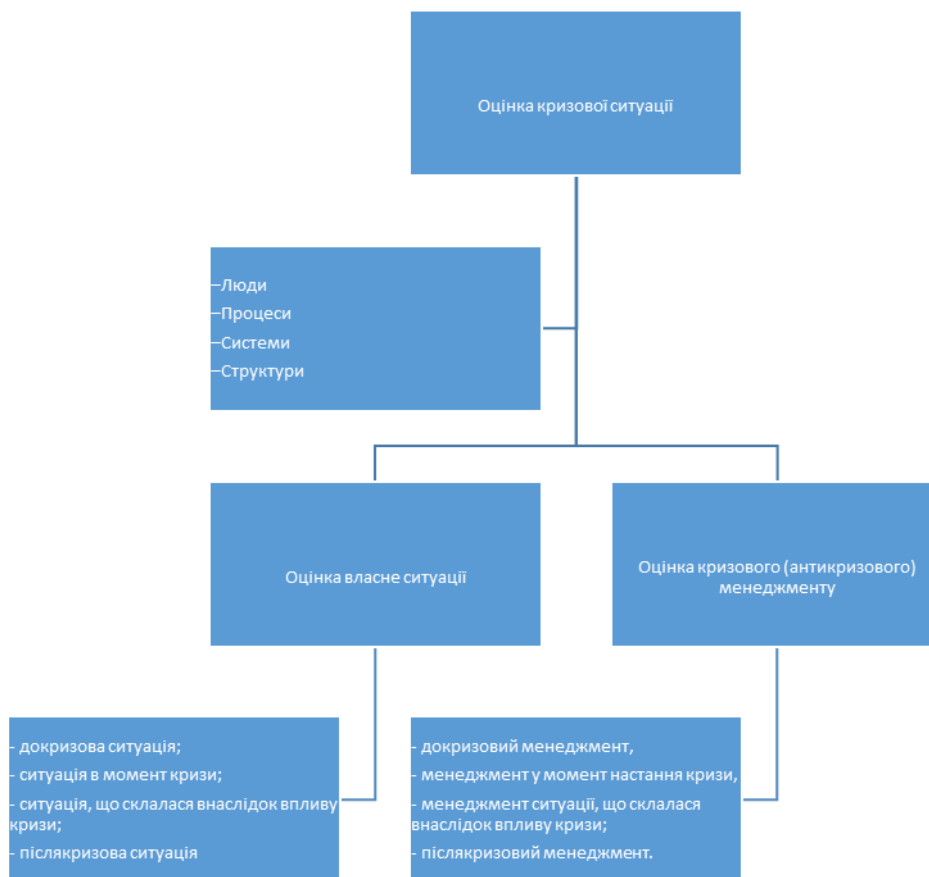 Оцінка кризової ситуації
–Люди
–Процеси
–Системи
–Структури
Оцінка власне ситуації
Оцінка кризового (антикризового)
менеджменту
- докризова ситуація;
- ситуація в момент кризи;
- ситуація, що склалася внаслідок впливу
кризи;
- післякризова ситуація
- докризовий менеджмент,
- менеджмент у момент настання кризи,
- менеджмент ситуації, що склалася
внаслідок впливу кризи;
- післякризовий менеджмент.